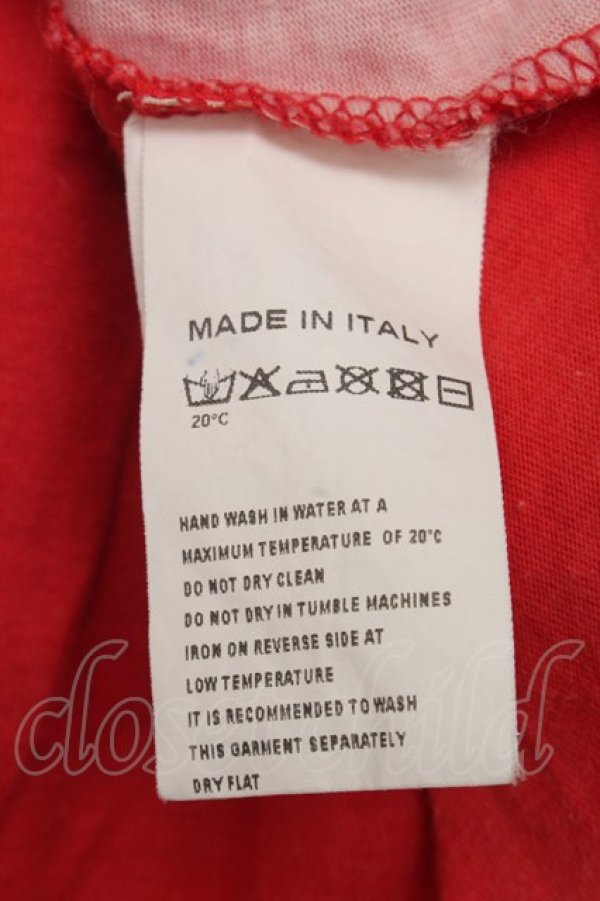 MADE IN ITALY
20°C
HAND WASH IN WATER AT A
MAXIMUM TEMPERATURE OF 20°C
DO NOT DRY CLEAN
DO NOT DRY IN TUMBLE MACHINES
IRON ON REVERSE SIDE AT
LOW TEMPERATURE
IT IS RECOMMENDED TO WASH
THIS GARMENT SEPARATELY
DRY FLAT
closet child